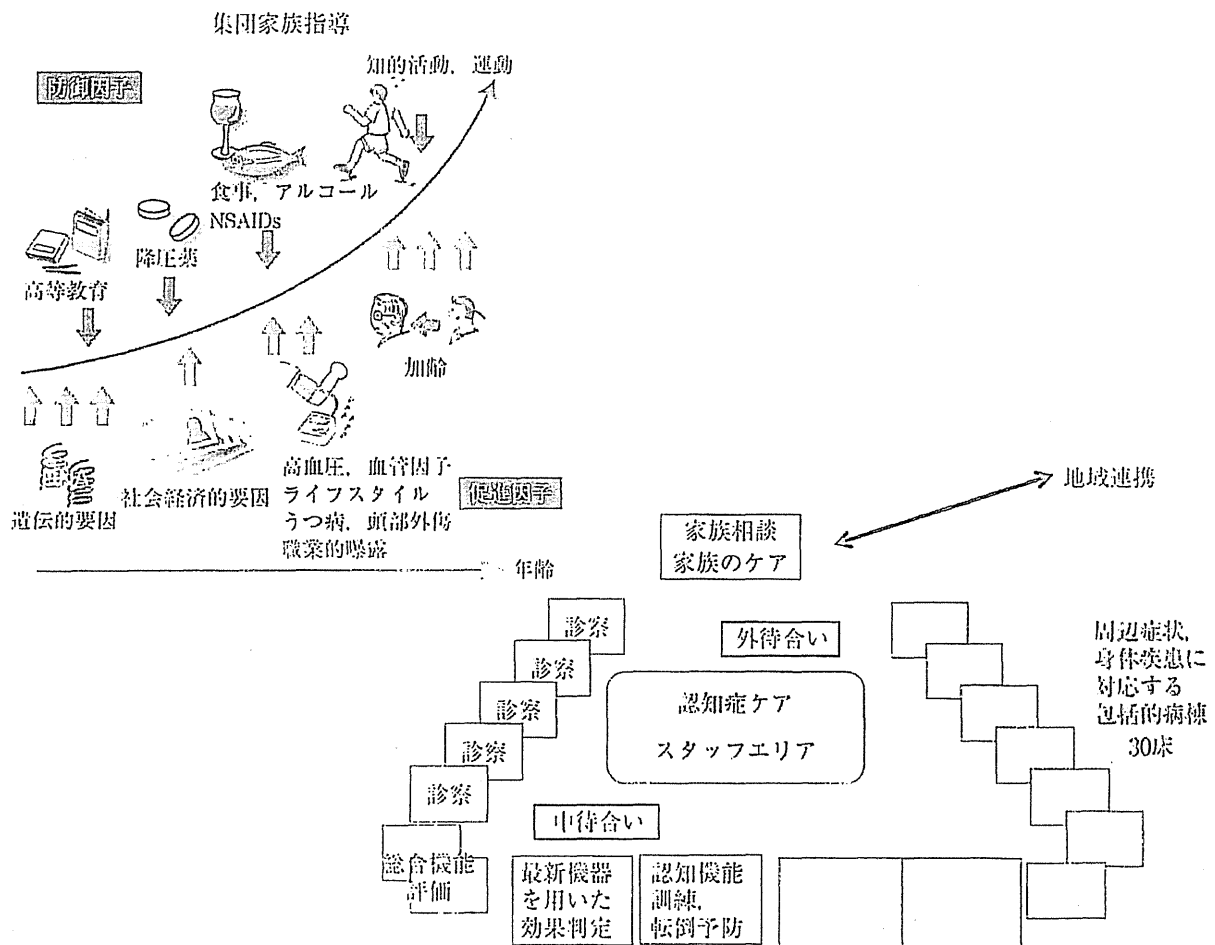 集団家族指導
防御因子
知的活動，運動
食事，アルコール
NSAIDs
降圧薬
高等教育
加齢
遺伝的要因
社会経済的要因
高血圧，血管因子
ライフスタイル
うつ病，頭部外傷
職業的曝露
促進因子
年齢
地域連携
家族相談
家族のケア
診察
外待合い
診察
診察
診察
診察
認知症ケア
スタッフエリア
周辺症状，
身体疾患に
対応する
包括的病棟
30床
中待合い
総合機能
評価
最新機器
を用いた
効果判定
認知機能
訓練，
転倒予防